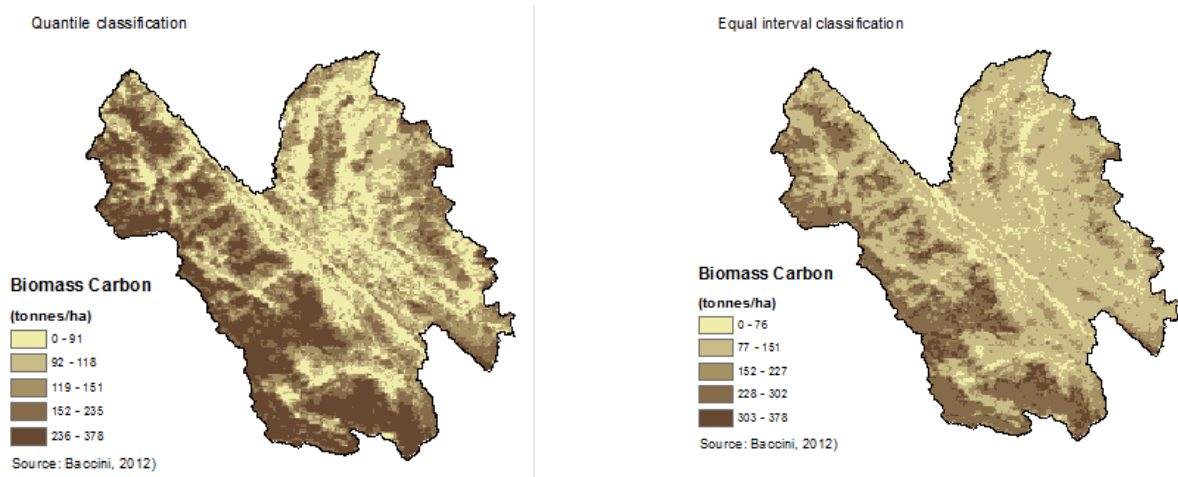 Quantile classification
Biomass Carbon
(tonnes/ha)
0 - 91
92 - 118
119 - 151
152 - 235
236 - 378
Source: Baccini, 2012)
Equal interval classification
Biomass Carbon
(tonnes/ha)
0 - 76
77 - 151
152 - 227
228 - 302
303 - 378
Source: Baccini, 2012)